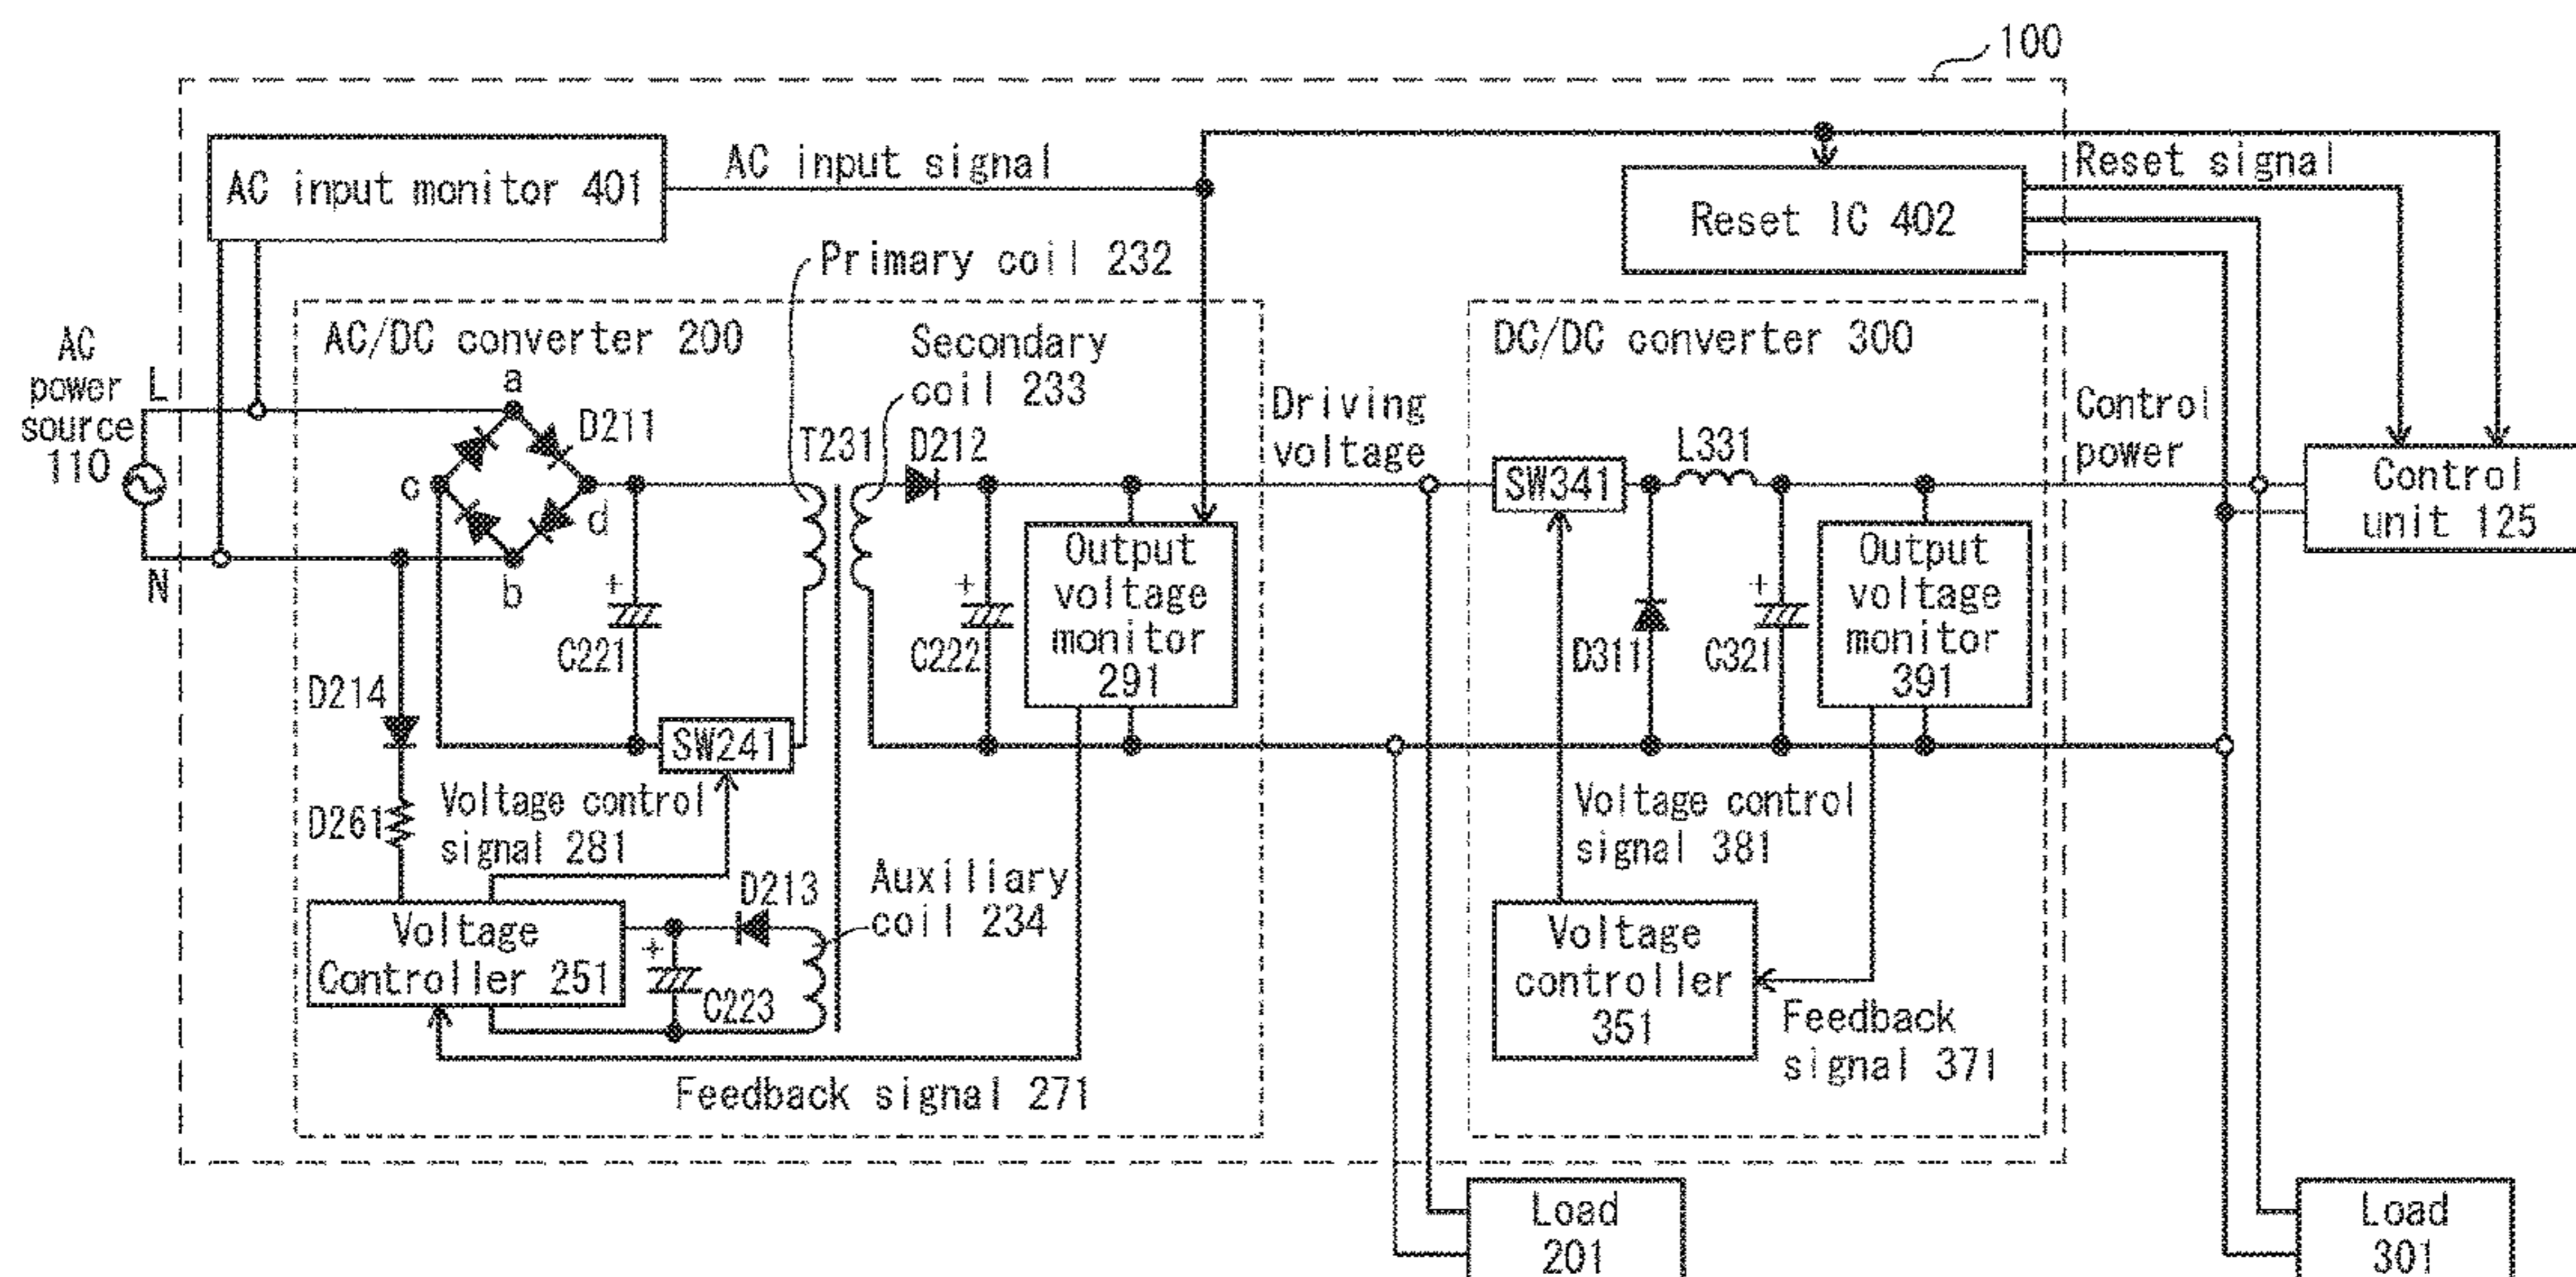 100
AC input monitor 401
AC input signal
Reset IC 402
Reset signal
Primary coil 232
AC
power
source
110
L
N
AC/DC converter 200
a
b
c
d
D211
Secondary
coil 233
T231
D212
Driving
voltage
DC/DC converter 300
SW341
L331
Control
power
Control
unit 125
+
C221
+
C222
Output
voltage
monitor
291
D311
+
C321
Output
voltage
monitor
391
D214
SW241
D261
Voltage control
signal 281
Voltage control
signal 381
D213
Auxiliary
coil 234
Voltage
Controller 251
+
C223
Voltage
controller
351
Feedback
signal 371
Feedback signal 271
Load
201
Load
301